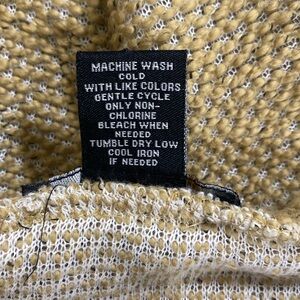 MACHINE WASH
COLD
WITH LIKE COLORS
GENTLE CYCLE
ONLY NON-
CHLORINE
BLEACH WHEN
NEEDED
TUMBLE DRY LOW
COOL IRON
IF NEEDED